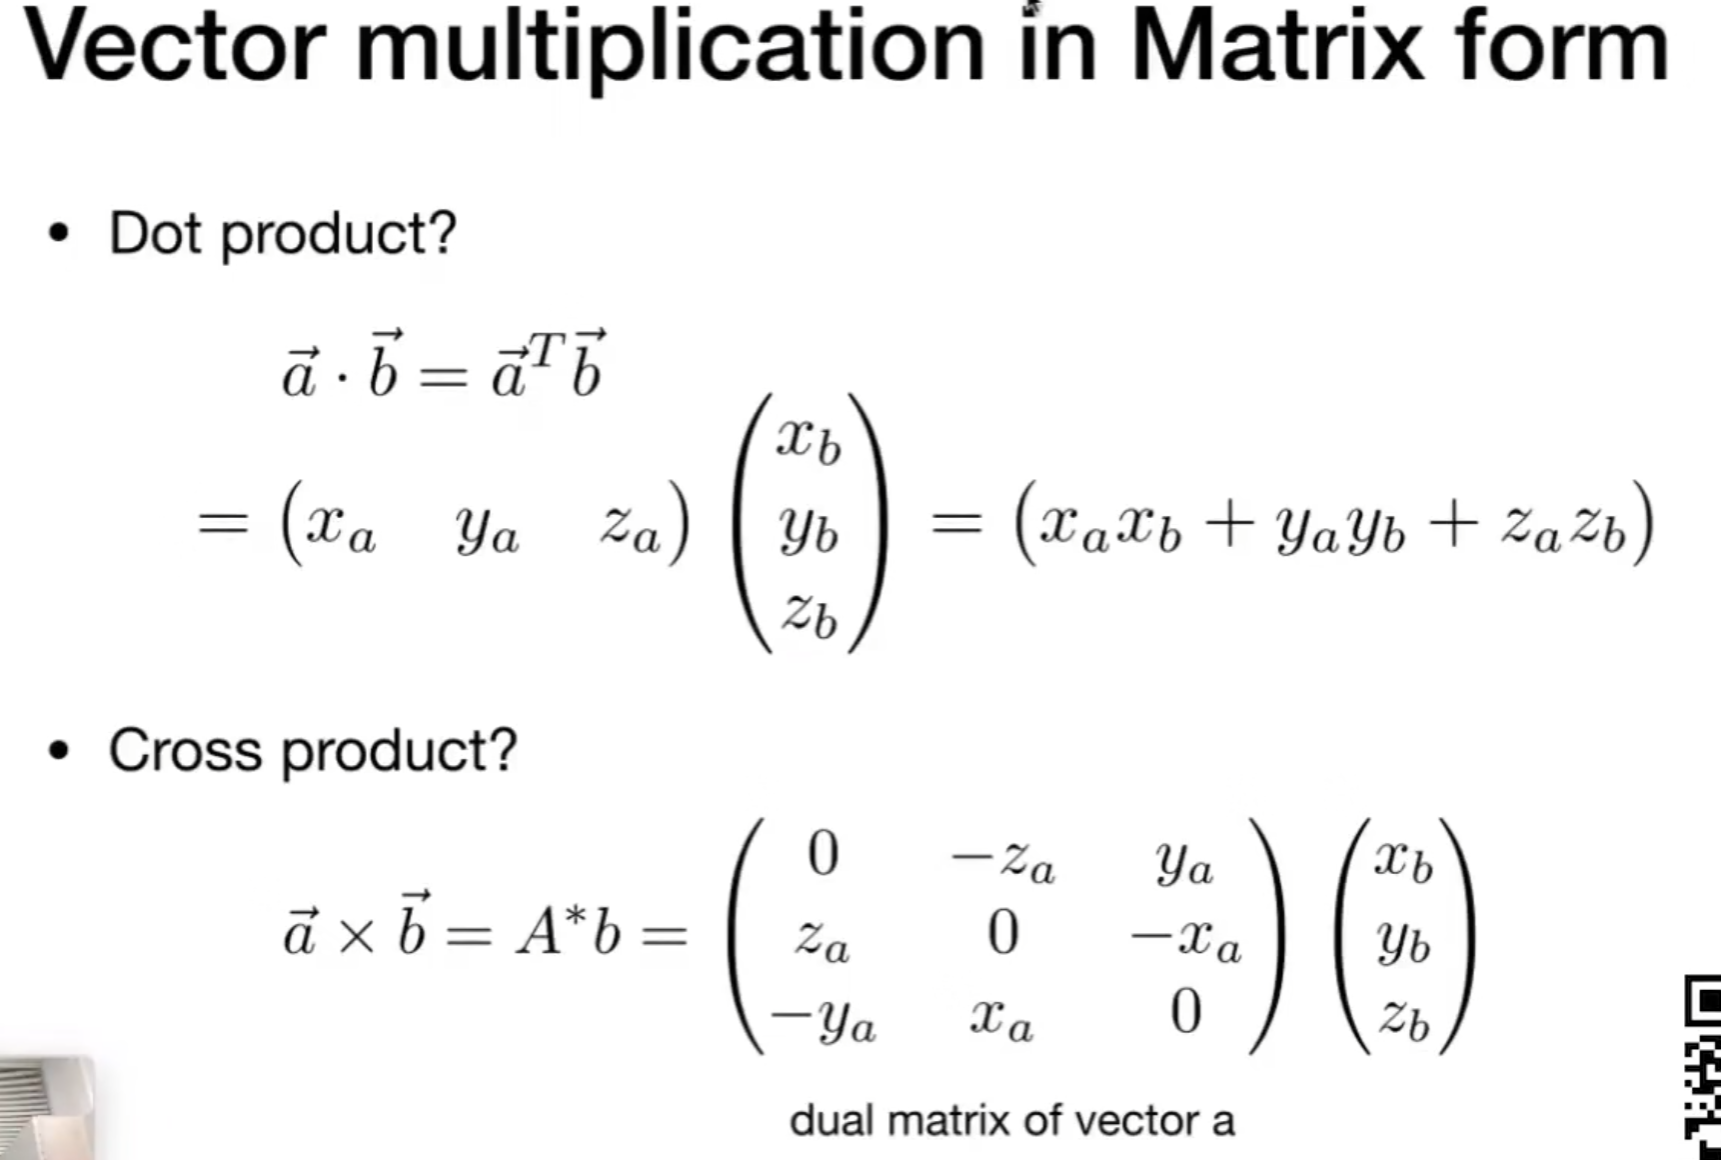 Vector multiplication in Matrix form
• Dot product?
$\vec{a} \cdot \vec{b} = \vec{a}^T \vec{b}$
$= \begin{pmatrix} x_a & y_a & z_a \end{pmatrix} \begin{pmatrix} x_b \\ y_b \\ z_b \end{pmatrix} = \begin{pmatrix} x_a x_b + y_a y_b + z_a z_b \end{pmatrix}$
• Cross product?
$\vec{a} \times \vec{b} = A^* b = \begin{pmatrix} 0 & -z_a & y_a \\ z_a & 0 & -x_a \\ -y_a & x_a & 0 \end{pmatrix} \begin{pmatrix} x_b \\ y_b \\ z_b \end{pmatrix}$
dual matrix of vector a